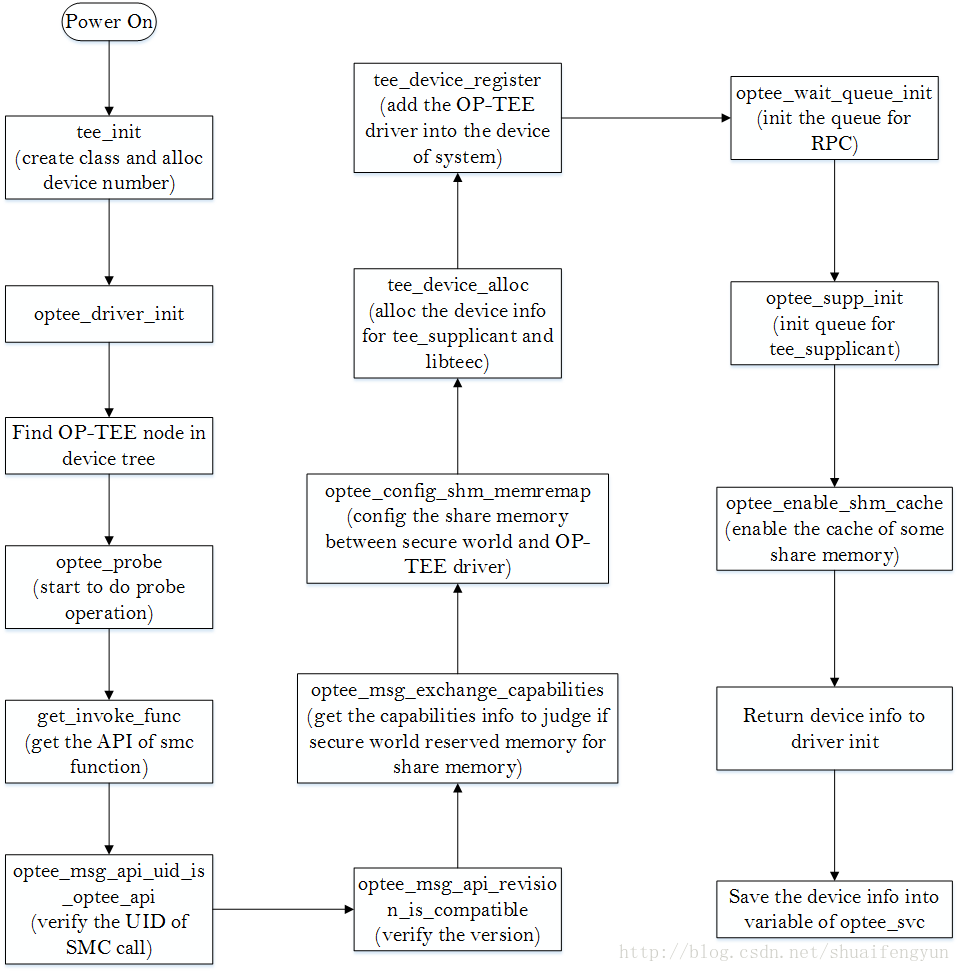 Power On
tee_init
(create class and alloc
device number)
optee_driver_init
Find OP-TEE node in
device tree
optee_probe
(start to do probe
operation)
get_invoke_func
(get the API of smc
function)
optee_msg_api_uid_is
_optee_api
(verify the UID of
SMC call)
optee_msg_api_revisio
n_is_compatible
(verify the version)
optee_msg_exchange_capabilities
(get the capabilities info to judge if
secure world reserved memory for
share memory)
optee_config_shm_memremap
(config the share memory
between secure world and OP-
TEE driver)
tee_device_alloc
(alloc the device info
for tee_supplicant and
libteec)
tee_device_register
(add the OP-TEE
driver into the device
of system)
optee_wait_queue_init
(init the queue for
RPC)
optee_supp_init
(init queue for
tee_supplicant)
optee_enable_shm_cache
(enable the cache of some
share memory)
Return device info to
driver init
Save the device info into
variable of optee_svc
http://blog.csdn.net/shuaifengyun